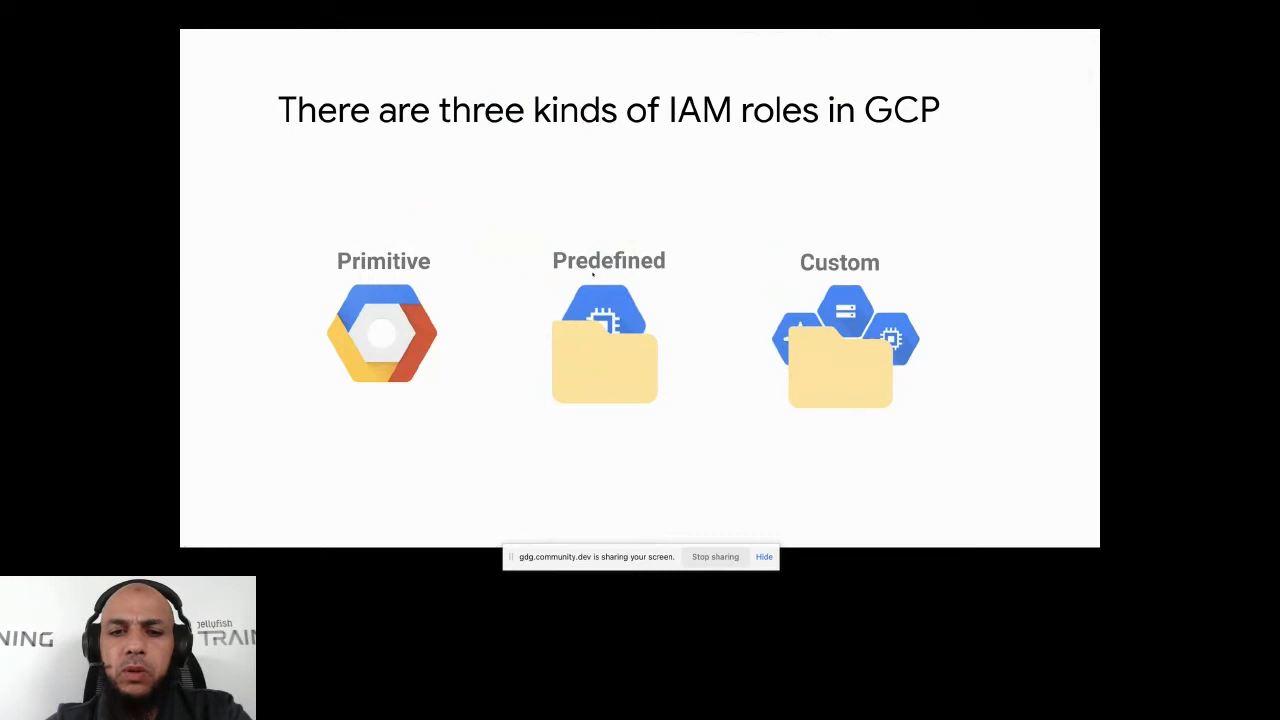 There are three kinds of IAM roles in GCP
Primitive
Predefined
Custom
gdg.community.dev is sharing your screen.
Stop sharing
Hide
NING
jellyfish
TRAIN